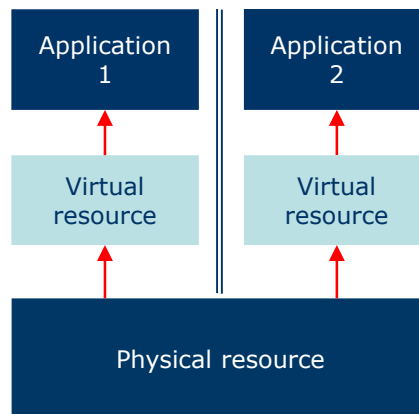 Application
1
Application
2
Virtual
resource
Virtual
resource
Physical resource